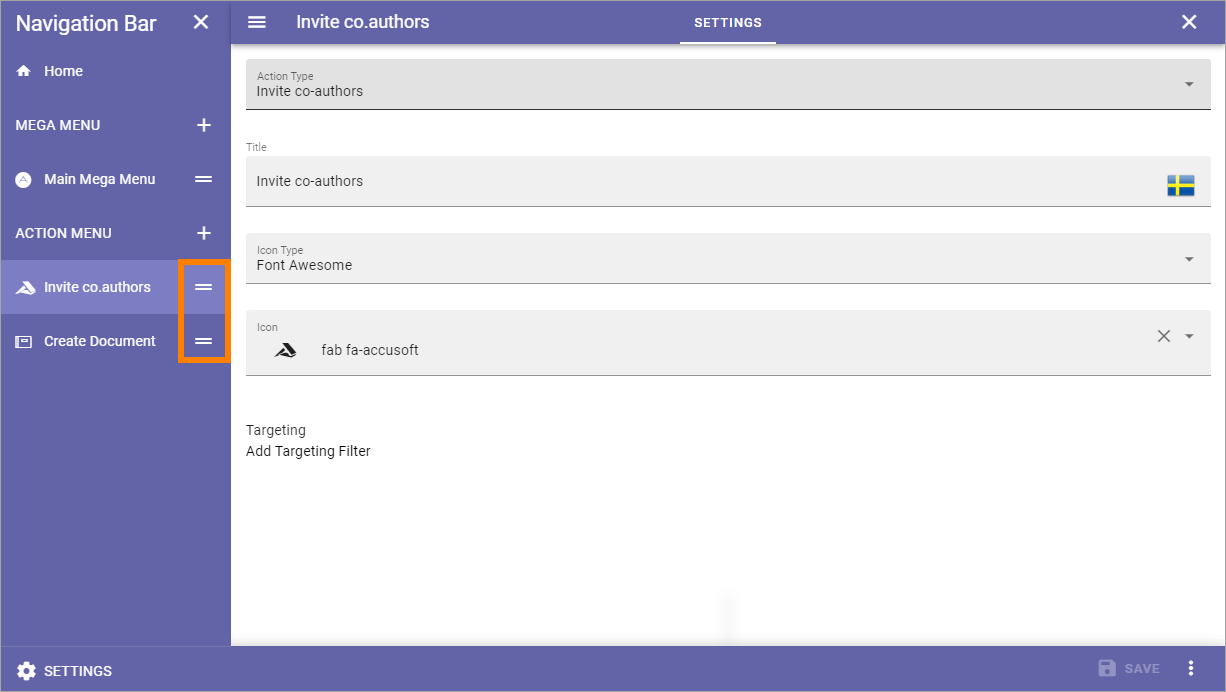 Navigation Bar
Invite co.authors
SETTINGS
Home
MEGA MENU
Main Mega Menu
ACTION MENU
Invite co.authors
Create Document
SETTINGS
Action Type
Invite co-authors
Title
Invite co-authors
Icon Type
Font Awesome
Icon
fab fa-accusoft
Targeting
Add Targeting Filter
SAVE